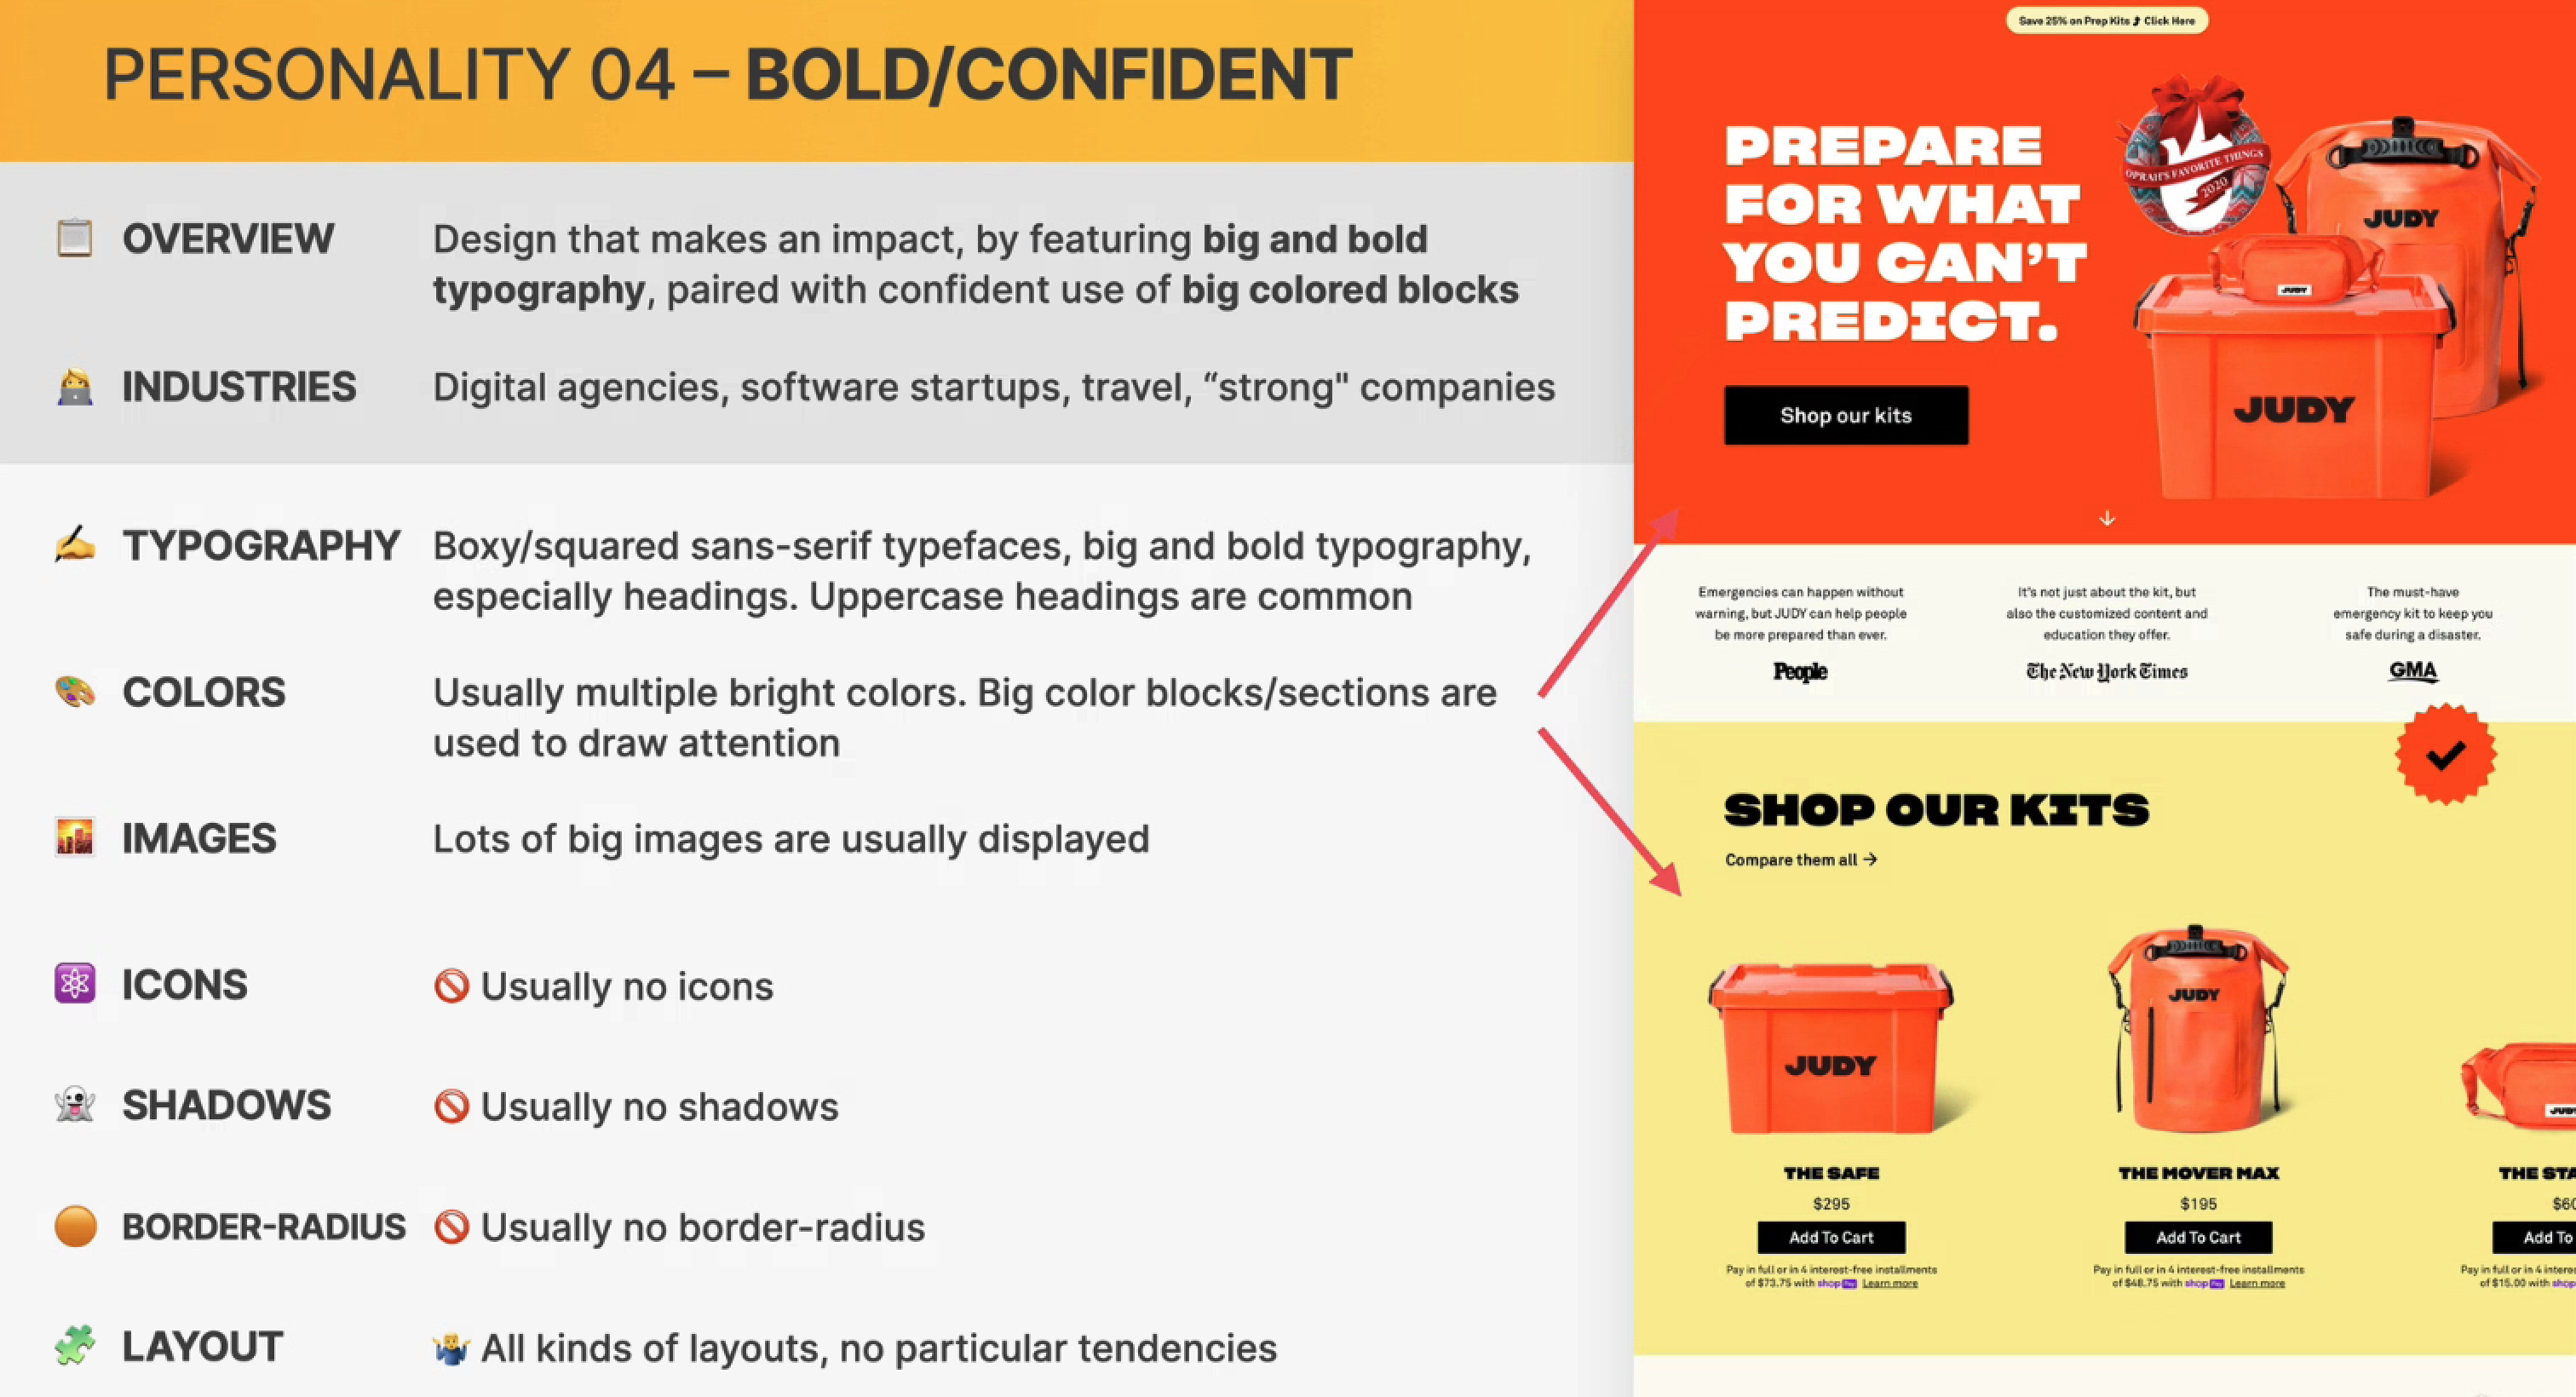 PERSONALITY 04 – BOLD/CONFIDENT
OVERVIEW
Design that makes an impact, by featuring big and bold
typography, paired with confident use of big colored blocks
INDUSTRIES
Digital agencies, software startups, travel, “strong" companies
TYPOGRAPHY
Boxy/squared sans-serif typefaces, big and bold typography,
especially headings. Uppercase headings are common
COLORS
Usually multiple bright colors. Big color blocks/sections are
used to draw attention
IMAGES
Lots of big images are usually displayed
ICONS
Usually no icons
SHADOWS
Usually no shadows
BORDER-RADIUS
Usually no border-radius
LAYOUT
All kinds of layouts, no particular tendencies
Save 25% on Prep Kits Click Here
PREPARE
FOR WHAT
YOU CAN’T
PREDICT.
Shop our kits
OPRAH'S FAVORITE THINGS
2020
JUDY
JUDY
JUDY
Emergencies can happen without
warning, but JUDY can help people
be more prepared than ever.
People
It's not just about the kit, but
also the customized content and
education they offer.
The New York Times
The must-have
emergency kit to keep you
safe during a disaster.
GMA
SHOP OUR KITS
Compare them all →
JUDY
THE SAFE
$295
Add To Cart
Pay in full or in 4 interest-free installments
of $73.75 with shop Pay Learn more
JUDY
THE MOVER MAX
$195
Add To Cart
Pay in full or in 4 interest-free installments
of $48.75 with shop Pay Learn more
THE STA
$60
Add To
Pay in full or in 4 interes
of $15.00 with shop